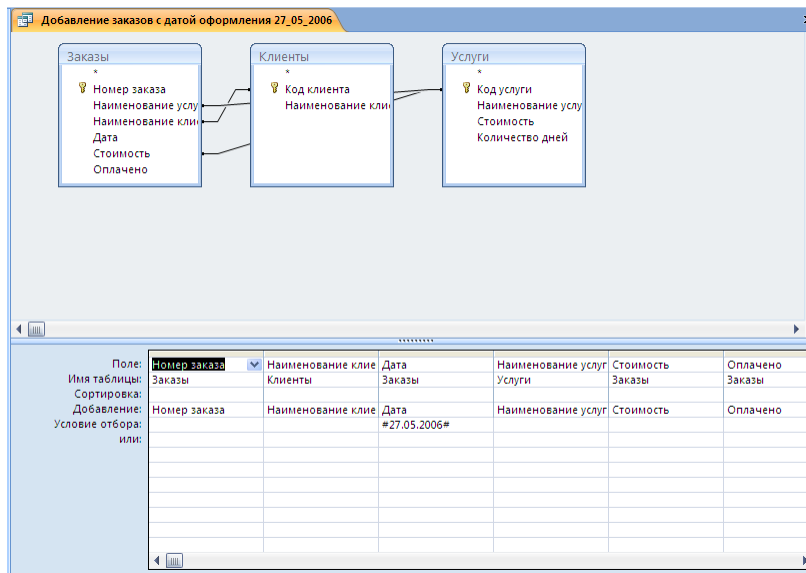 Добавление заказов с датой оформления 27_05_2006
Заказы
*
Номер заказа
Наименование услу
Наименование кли
Дата
Стоимость
Оплачено
Клиенты
*
Код клиента
Наименование кли
Услуги
*
Код услуги
Наименование услу
Стоимость
Количество дней
Поле: Номер заказа Наименование клие Дата Наименование услуг Стоимость Оплачено
Имя таблицы: Заказы Клиенты Заказы Услуги Заказы Заказы
Сортировка:
Добавление: Номер заказа Наименование клие Дата Наименование услуг Стоимость Оплачено
Условие отбора: #27.05.2006#
или: